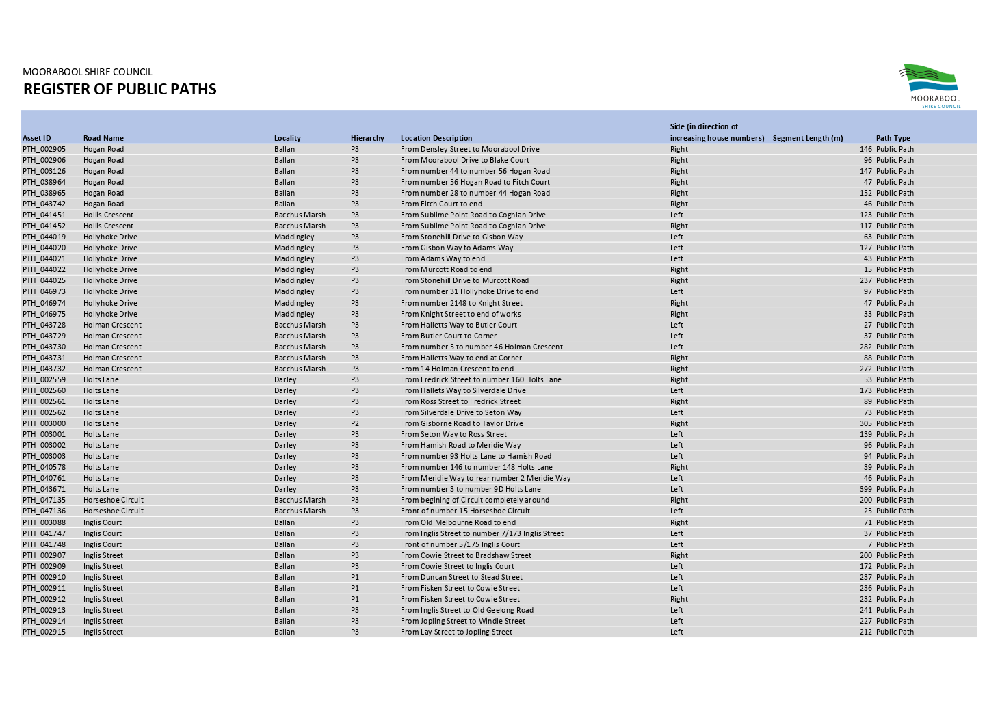 MOORABOOL SHIRE COUNCIL
REGISTER OF PUBLIC PATHS
MOORABOOL
SHIRE COUNCIL
Asset ID Road Name Locality Hierarchy Location Description Side (in direction of increasing house numbers) Segment Length (m) Path Type
PTH_002905 Hogan Road Ballan P3 From Densley Street to Moorabool Drive Right 146 Public Path
PTH_002906 Hogan Road Ballan P3 From Moorabool Drive to Blake Court Right 96 Public Path
PTH_003126 Hogan Road Ballan P3 From number 44 to number 56 Hogan Road Right 147 Public Path
PTH_038964 Hogan Road Ballan P3 From number 56 Hogan Road to Fitch Court Right 47 Public Path
PTH_038965 Hogan Road Ballan P3 From number 28 to number 44 Hogan Road Right 152 Public Path
PTH_043742 Hogan Road Ballan P3 From Fitch Court to end Right 46 Public Path
PTH_041451 Hollis Crescent Bacchus Marsh P3 From Sublime Point Road to Coghlan Drive Left 123 Public Path
PTH_041452 Hollis Crescent Bacchus Marsh P3 From Sublime Point Road to Coghlan Drive Right 117 Public Path
PTH_044019 Hollyhoke Drive Maddingley P3 From Stonehill Drive to Gisbon Way Left 63 Public Path
PTH_044020 Hollyhoke Drive Maddingley P3 From Gisbon Way to Adams Way Left 127 Public Path
PTH_044021 Hollyhoke Drive Maddingley P3 From Adams Way to end Left 43 Public Path
PTH_044022 Hollyhoke Drive Maddingley P3 From Murcott Road to end Right 15 Public Path
PTH_044025 Hollyhoke Drive Maddingley P3 From Stonehill Drive to Murcott Road Right 237 Public Path
PTH_046973 Hollyhoke Drive Maddingley P3 From number 31 Hollyhoke Drive to end Left 97 Public Path
PTH_046974 Hollyhoke Drive Maddingley P3 From number 2148 to Knight Street Right 47 Public Path
PTH_046975 Hollyhoke Drive Maddingley P3 From Knight Street to end of works Right 33 Public Path
PTH_043728 Holman Crescent Bacchus Marsh P3 From Halletts Way to Butler Court Left 27 Public Path
PTH_043729 Holman Crescent Bacchus Marsh P3 From Butler Court to Corner Left 37 Public Path
PTH_043730 Holman Crescent Bacchus Marsh P3 From number 5 to number 46 Holman Crescent Left 282 Public Path
PTH_043731 Holman Crescent Bacchus Marsh P3 From Halletts Way to end at Corner Right 88 Public Path
PTH_043732 Holman Crescent Bacchus Marsh P3 From 14 Holman Crescent to end Right 272 Public Path
PTH_002559 Holts Lane Darley P3 From Fredrick Street to number 160 Holts Lane Right 53 Public Path
PTH_002560 Holts Lane Darley P3 From Hallets Way to Silverdale Drive Left 173 Public Path
PTH_002561 Holts Lane Darley P3 From Ross Street to Fredrick Street Right 89 Public Path
PTH_002562 Holts Lane Darley P3 From Silverdale Drive to Seton Way Left 73 Public Path
PTH_003000 Holts Lane Darley P2 From Gisborne Road to Taylor Drive Right 305 Public Path
PTH_003001 Holts Lane Darley P3 From Seton Way to Ross Street Left 139 Public Path
PTH_003002 Holts Lane Darley P3 From Hamish Road to Meridie Way Left 96 Public Path
PTH_003003 Holts Lane Darley P3 From number 93 Holts Lane to Hamish Road Left 94 Public Path
PTH_040578 Holts Lane Darley P3 From number 146 to number 148 Holts Lane Right 39 Public Path
PTH_040761 Holts Lane Darley P3 From Meridie Way to rear number 2 Meridie Way Left 46 Public Path
PTH_043671 Holts Lane Darley P3 From number 3 to number 9D Holts Lane Left 399 Public Path
PTH_047135 Horseshoe Circuit Bacchus Marsh P3 From begining of Circuit completely around Right 200 Public Path
PTH_047136 Horseshoe Circuit Bacchus Marsh P3 Front of number 15 Horseshoe Circuit Left 25 Public Path
PTH_003088 Inglis Court Ballan P3 From Old Melbourne Road to end Right 71 Public Path
PTH_041747 Inglis Court Ballan P3 From Inglis Street to number 7/173 Inglis Street Left 37 Public Path
PTH_041748 Inglis Court Ballan P3 Front of number 5/175 Inglis Court Left 7 Public Path
PTH_002907 Inglis Street Ballan P3 From Cowie Street to Bradshaw Street Right 200 Public Path
PTH_002909 Inglis Street Ballan P3 From Cowie Street to Inglis Court Left 172 Public Path
PTH_002910 Inglis Street Ballan P1 From Duncan Street to Stead Street Left 237 Public Path
PTH_002911 Inglis Street Ballan P1 From Fisken Street to Cowie Street Left 236 Public Path
PTH_002912 Inglis Street Ballan P1 From Fisken Street to Cowie Street Right 232 Public Path
PTH_002913 Inglis Street Ballan P3 From Inglis Street to Old Geelong Road Left 241 Public Path
PTH_002914 Inglis Street Ballan P3 From Jopling Street to Windle Street Left 227 Public Path
PTH_002915 Inglis Street Ballan P3 From Lay Street to Jopling Street Left 212 Public Path